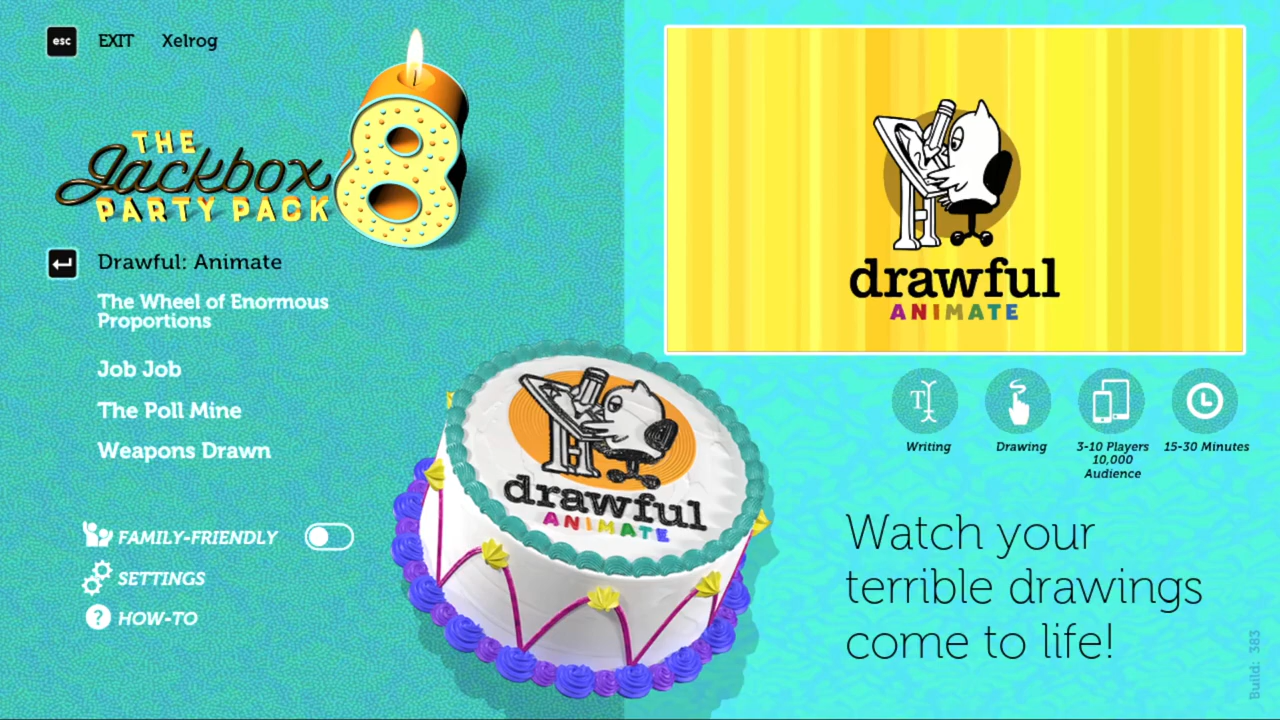 esc EXIT Xelrog
THE
Jackbox
PARTY PACK
8
Drawful: Animate
The Wheel of Enormous
Proportions
Job Job
The Poll Mine
Weapons Drawn
FAMILY-FRIENDLY
SETTINGS
? HOW-TO
drawful
ANIMATE
drawful
ANIMATE
T
Writing
Drawing
3-10 Players
10,000
Audience
15-30 Minutes
Watch your
terrible drawings
come to life!
Build: 383